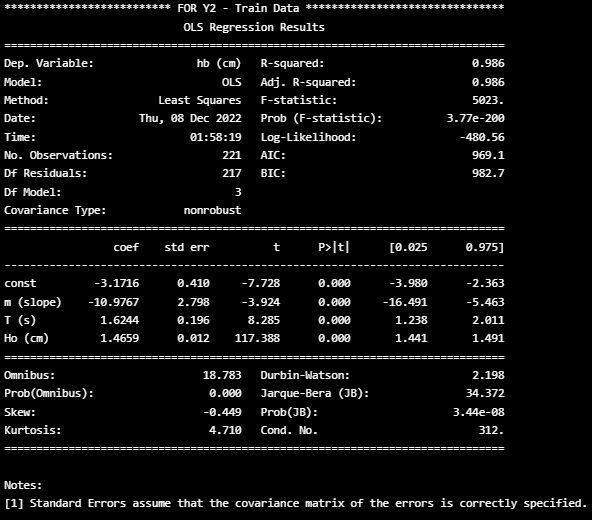 ************************** FOR Y2 - Train Data *******************************
OLS Regression Results
==============================================================================
Dep. Variable: hb (cm) R-squared: 0.986
Model: OLS Adj. R-squared: 0.986
Method: Least Squares F-statistic: 5023.
Date: Thu, 08 Dec 2022 Prob (F-statistic): 3.77e-200
Time: 01:58:19 Log-Likelihood: -480.56
No. Observations: 221 AIC: 969.1
Df Residuals: 217 BIC: 982.7
Df Model: 3
Covariance Type: nonrobust
==============================================================================
coef std err t P>|t| [0.025 0.975]
------------------------------------------------------------------------------
const -3.1716 0.410 -7.728 0.000 -3.980 -2.363
m (slope) -10.9767 2.798 -3.924 0.000 -16.491 -5.463
T (s) 1.6244 0.196 8.285 0.000 1.238 2.011
Ho (cm) 1.4659 0.012 117.388 0.000 1.441 1.491
==============================================================================
Omnibus: 18.783 Durbin-Watson: 2.198
Prob(Omnibus): 0.000 Jarque-Bera (JB): 34.372
Skew: -0.449 Prob(JB): 3.44e-08
Kurtosis: 4.710 Cond. No. 312.
==============================================================================
Notes:
[1] Standard Errors assume that the covariance matrix of the errors is correctly specified.